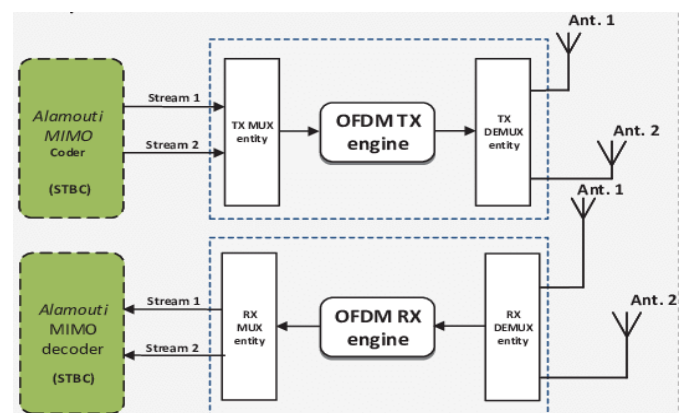 Ant. 1
Stream 1
Alamouti
MIMO
Coder
(STBC)
TX MUX
entity
OFDM TX
engine
TX
DEMUX
entity
Stream 2
Ant. 2
Ant. 1
Stream 1
Alamouti
MIMO
decoder
(STBC)
RX
MUX
entity
OFDM RX
engine
RX
DEMUX
entity
Stream 2
Ant. 2